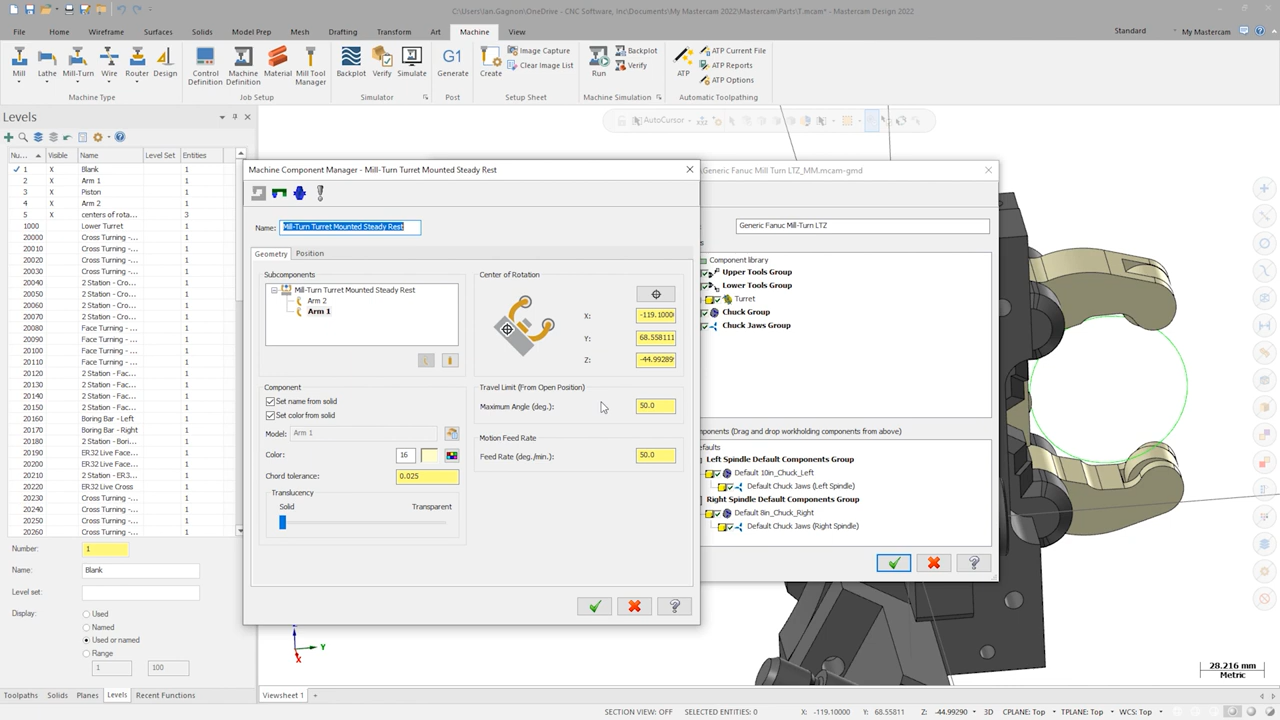 C:\Users\Jan.Gagnon\OneDrive - CNC Software, Inc\Documents\My Mastercam 2022\Mastercam\Parts\T.mcam* - Mastercam Design 2022
File
Home
Wireframe
Surfaces
Solids
Model Prep
Mesh
Drafting
Transform
Art
Machine
View
Standard
My Mastercam
Mill
Lathe
Mill-Turn
Wire
Router
Design
Control Definition
Machine Definition
Material
Mill Tool Manager
Backplot
Verify
Simulate
G1
Generate
Create
Image Capture
Clear Image List
Run
Backplot
Verify
ATP
ATP Current File
ATP Reports
ATP Options
Machine Type
Job Setup
Simulator
Post
Setup Sheet
Machine Simulation
Automatic Toolpathing
Levels
AutoCursor
Nu... Visible Name Level Set Entities
1 X Blank 1
2 X Arm 1 1
3 X Piston 1
4 X Arm 2 1
5 X centers of rota... 3
1000 Lower Turret 1
20000 Cross Turning -... 1
20010 Cross Turning -... 1
20020 Cross Turning -... 1
20030 Cross Turning -... 1
20040 Cross Turning -... 1
20050 2 Station - Cr... 1
20060 2 Station - Cr... 1
20070 2 Station - Cr... 1
20080 Face Turning -... 1
20090 Face Turning -... 1
20100 Face Turning -... 1
20110 Face Turning -... 1
20120 2 Station - Fac... 1
20130 2 Station - Fac... 1
20140 2 Station - Fac... 1
20150 2 Station - Fac... 1
20160 Boring Bar - Left 1
20170 Boring Bar - Right 1
20180 2 Station - Bori... 1
20190 ER32 Live Face... 1
20200 ER32 Live Face... 1
20210 2 Station - ER3... 1
20220 ER32 Live Cross 1
20230 Cross Turning -... 1
20240 Cross Turning -... 1
20250 Cross Turning -... 1
20260 Cross Turning -... 1
Number:
1
Name:
Blank
Level set:
Display:
Used
Named
Used or named
Range
1
100
Toolpaths
Solids
Planes
Levels
Recent Functions
Machine Component Manager - Mill-Turn Turret Mounted Steady Rest
Name:
Mill-Turn Turret Mounted Steady Rest
Geometry
Position
Subcomponents
Mill-Turn Turret Mounted Steady Rest
Arm 2
Arm 1
Center of Rotation
X: -119.1000
Y: 68.558111
Z: -44.99289
Component
Set name from solid
Set color from solid
Model: Arm 1
Color: 16
Chord tolerance: 0.025
Translucency
Solid
Transparent
Travel Limit (From Open Position)
Maximum Angle (deg.): 50.0
Motion Feed Rate
Feed Rate (deg./min.): 50.0
.Generic Fanuc Mill Turn LTZ_MM.mcam-gmd
Generic Fanuc Mill-Turn LTZ
Component library
Upper Tools Group
Lower Tools Group
Turret
Chuck Group
Chuck Jaws Group
mponents (Drag and drop workholding components from above)
efaults
Left Spindle Default Components Group
Default 10in_Chuck_Left
Default Chuck Jaws (Left Spindle)
Right Spindle Default Components Group
Default 8in_Chuck_Right
Default Chuck Jaws (Right Spindle)
Y
X
Viewsheet 1
28.216 mm
Metric
SECTION VIEW: OFF
SELECTED ENTITIES: 0
X: -119.10000
Y: 68.55811
Z: -44.99290
3D
CPLANE: Top
TPLANE: Top
WCS: Top